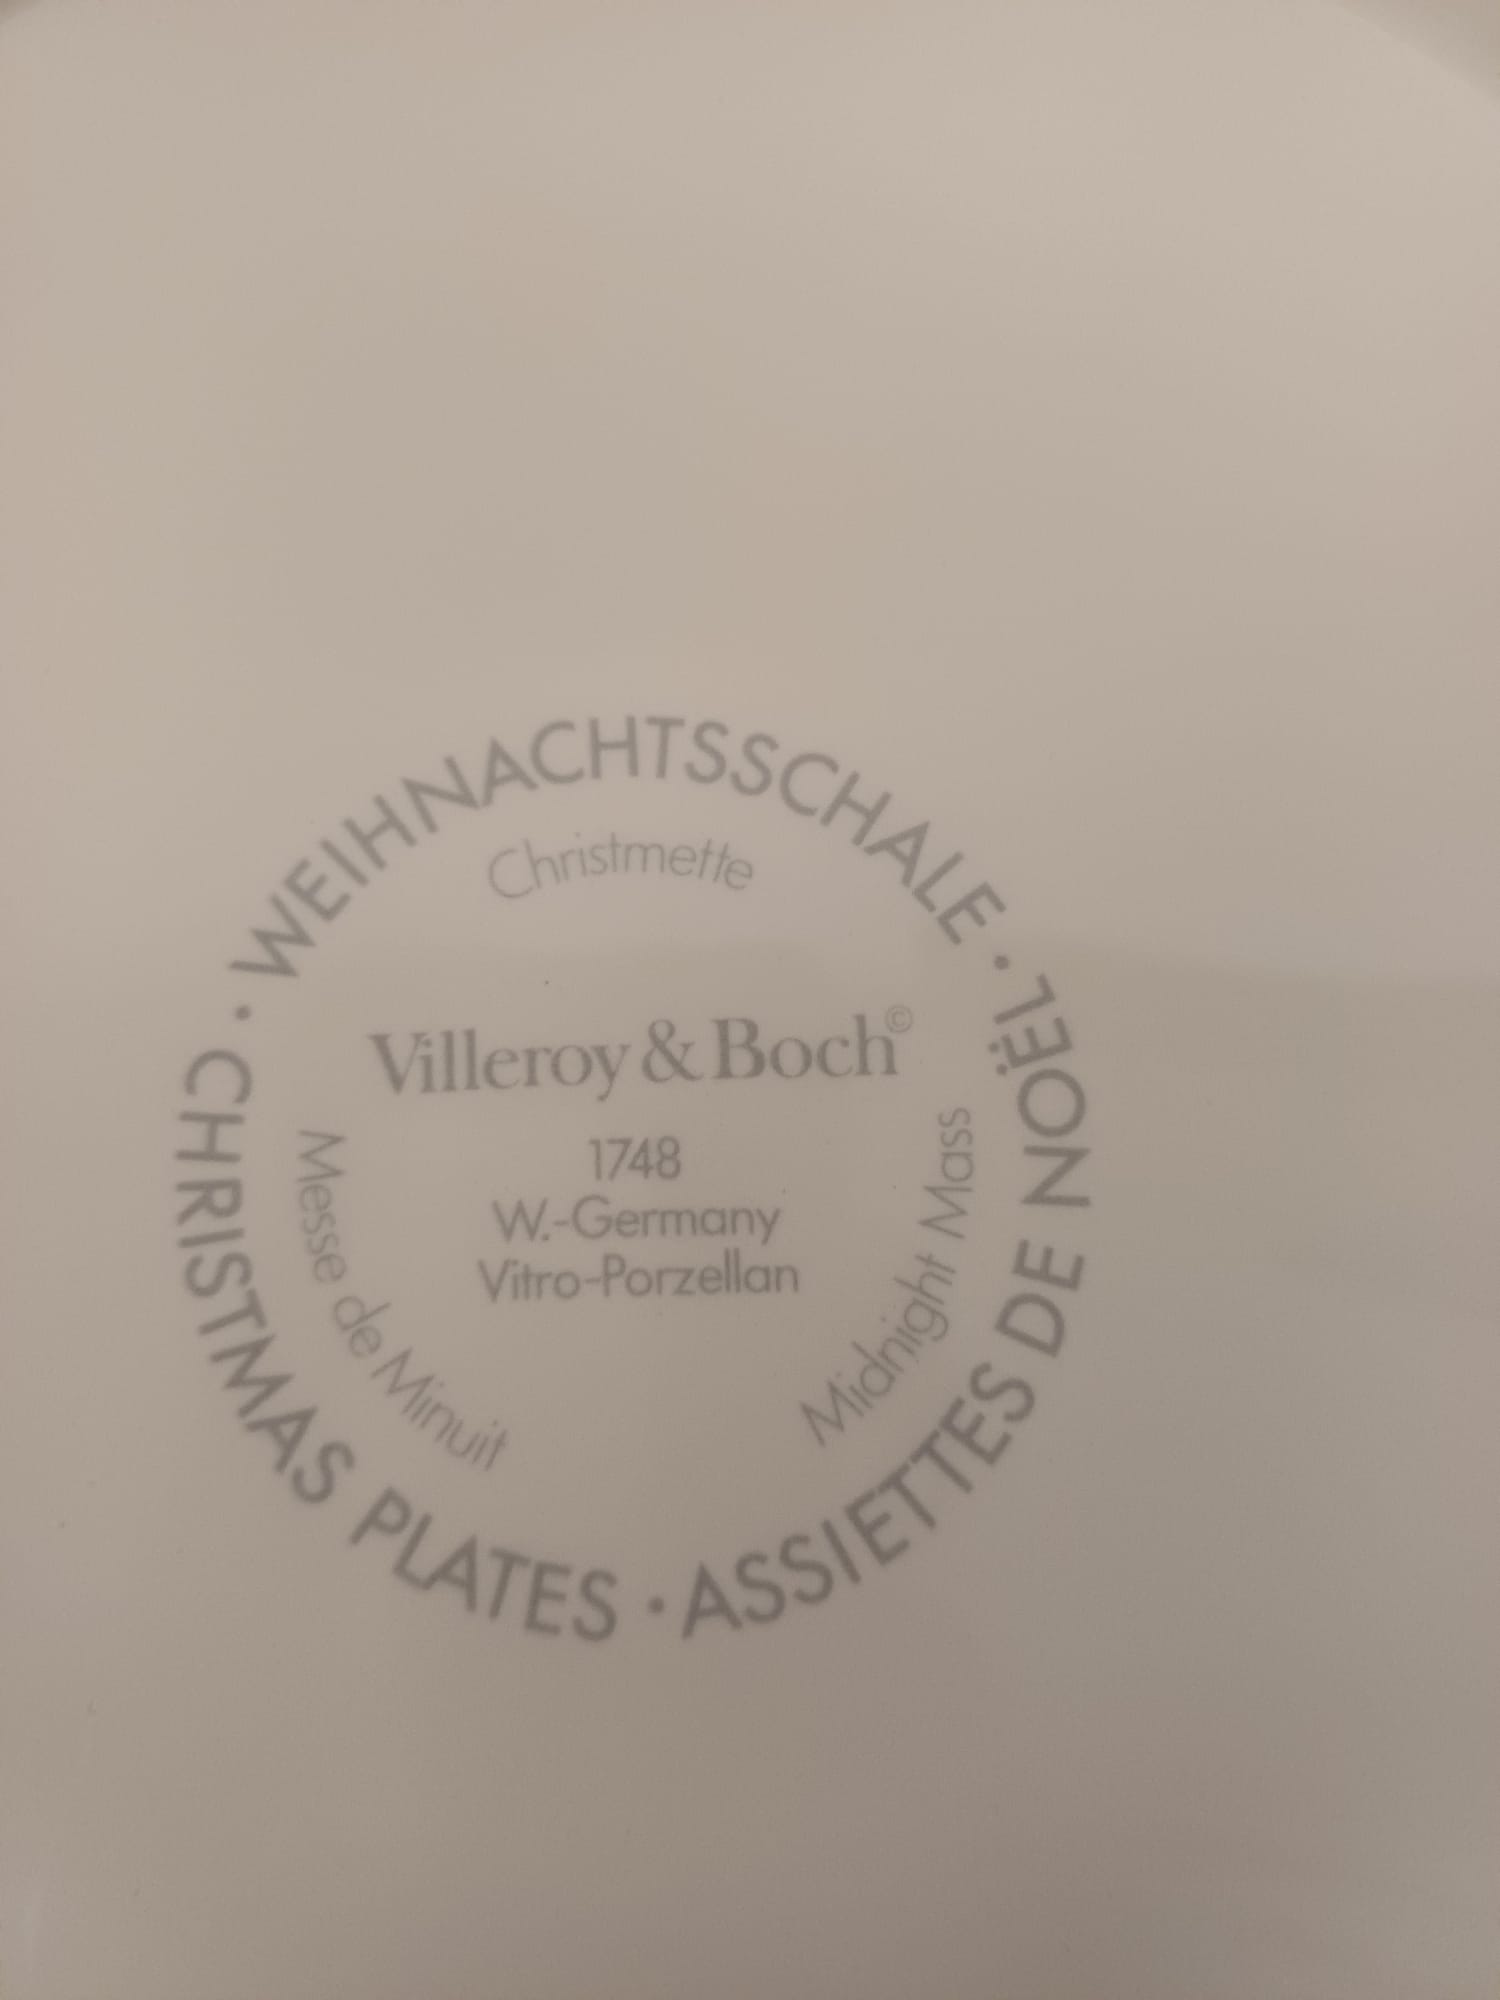 · WEIHNACHTSSCHALE · CHRISTMAS PLATES · ASSIETTES DE NOËL
Christmette
Messe de Minuit
Midnight Mass
Villeroy & Boch©
1748
W.-Germany
Vitro-Porzellan